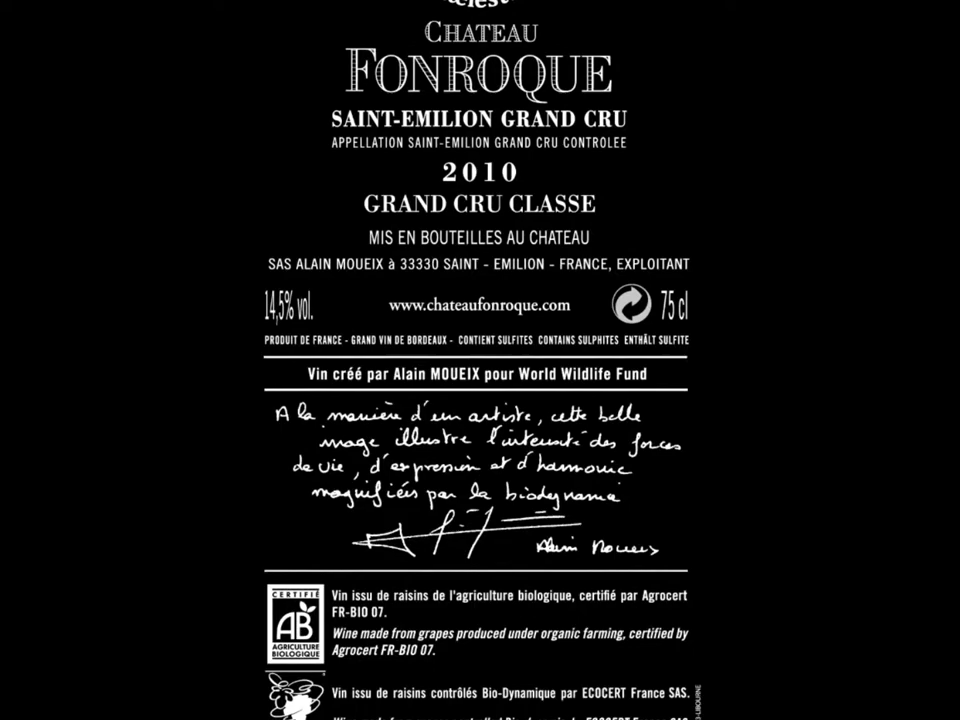 CHATEAU
FONROQUE
SAINT-EMILION GRAND CRU
APPELLATION SAINT-EMILION GRAND CRU CONTROLEE
2010
GRAND CRU CLASSE
MIS EN BOUTEILLES AU CHATEAU
SAS ALAIN MOUEIX à 33330 SAINT - EMILION - FRANCE, EXPLOITANT
14,5% vol. www.chateaufonroque.com 75 cl
PRODUIT DE FRANCE - GRAND VIN DE BORDEAUX - CONTIENT SULFITES CONTAINS SULPHITES ENTHÄLT SULFITE
Vin créé par Alain MOUEIX pour World Wildlife Fund
A la manière d'un artiste, cette belle
image illustre l'intensité des forces
de vie, d'expression et d'harmonie
magnifiées par la biodynamie
Alain Moueix
CERTIFIÉ
AB
AGRICULTURE
BIOLOGIQUE
Vin issu de raisins de l'agriculture biologique, certifié par Agrocert
FR-BIO 07.
Wine made from grapes produced under organic farming, certified by
Agrocert FR-BIO 07.
Vin issu de raisins contrôlés Bio-Dynamique par ECOCERT France SAS.